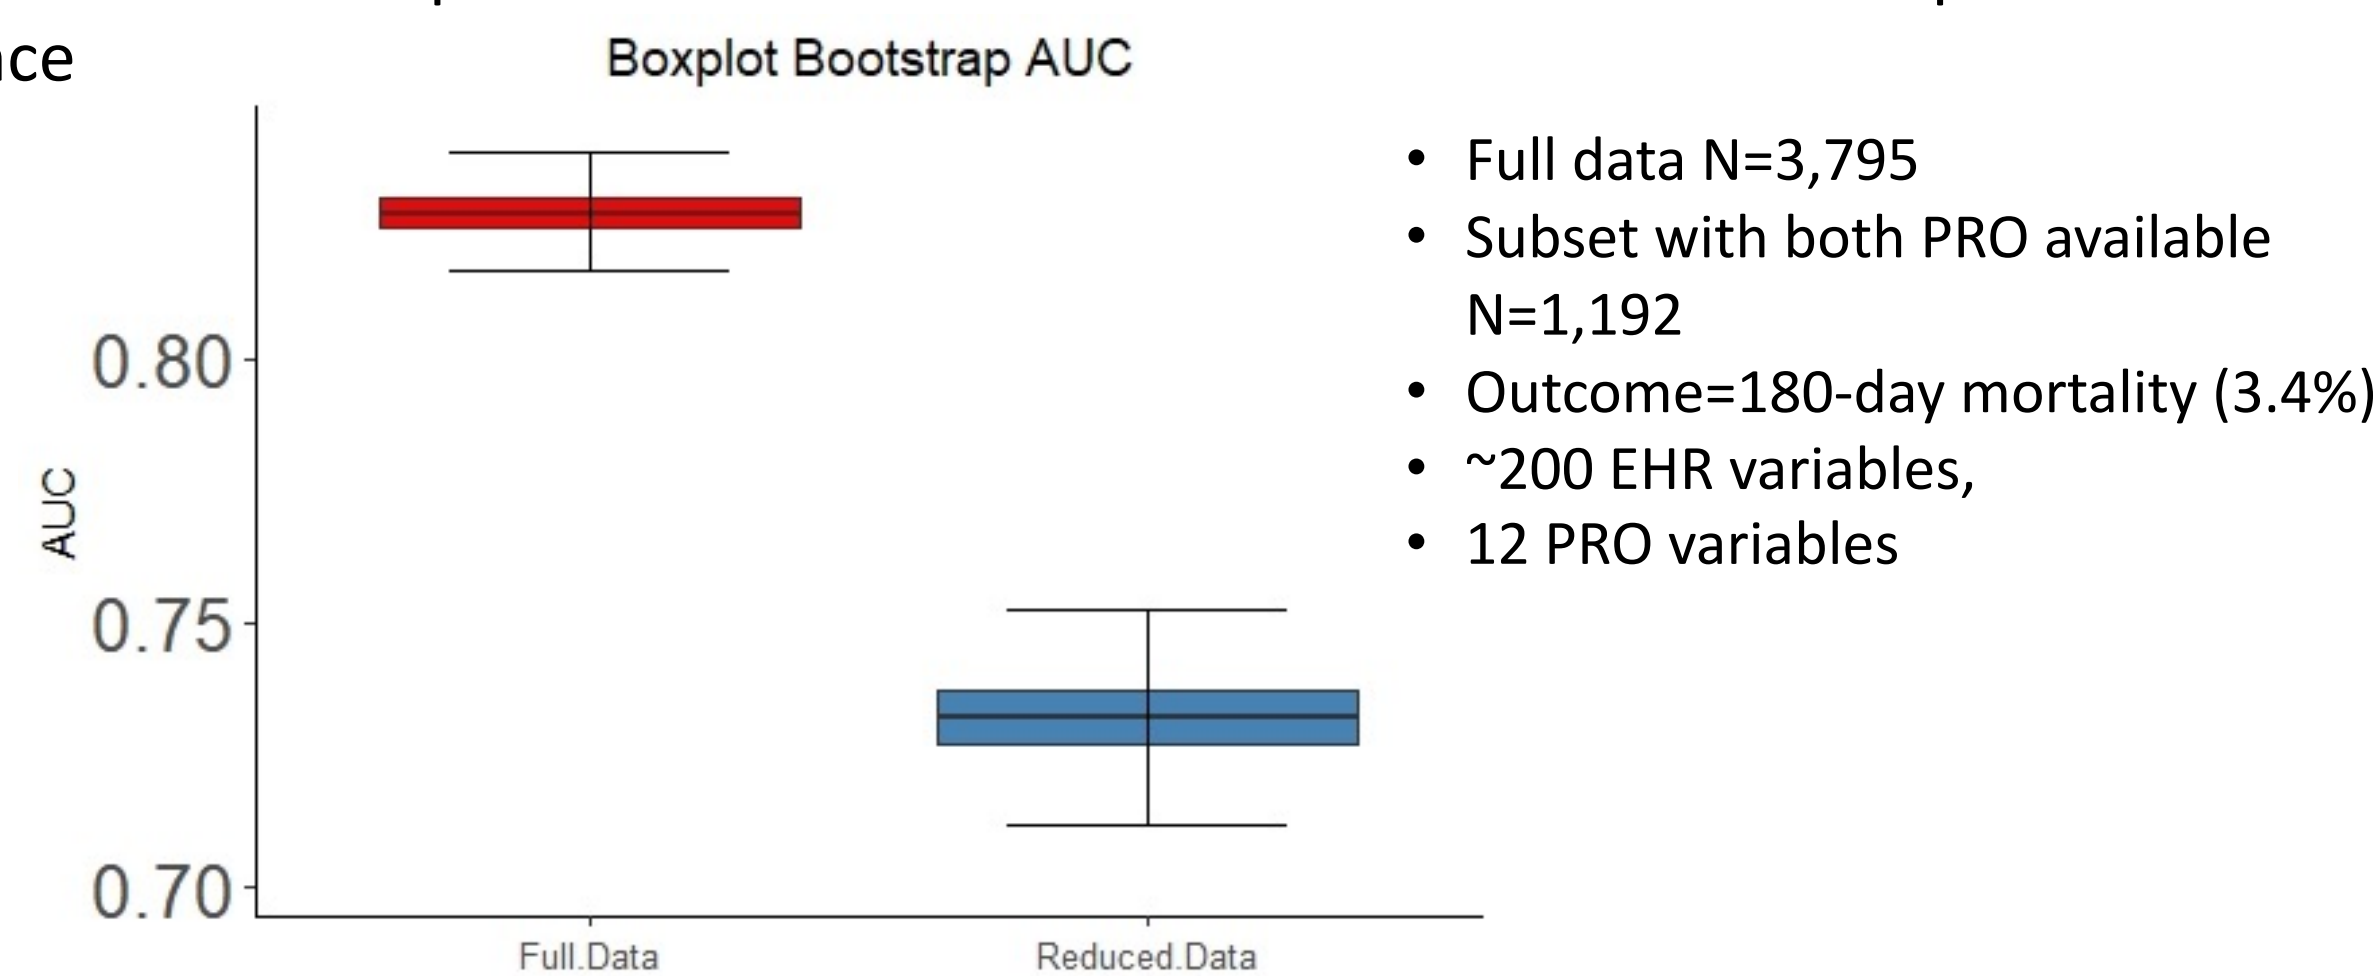 Boxplot Bootstrap AUC
0.80
0.75
0.70
AUC
Full.Data
Reduced.Data
• Full data N=3,795
• Subset with both PRO available
N=1,192
• Outcome=180-day mortality (3.4%)
• ~200 EHR variables,
• 12 PRO variables